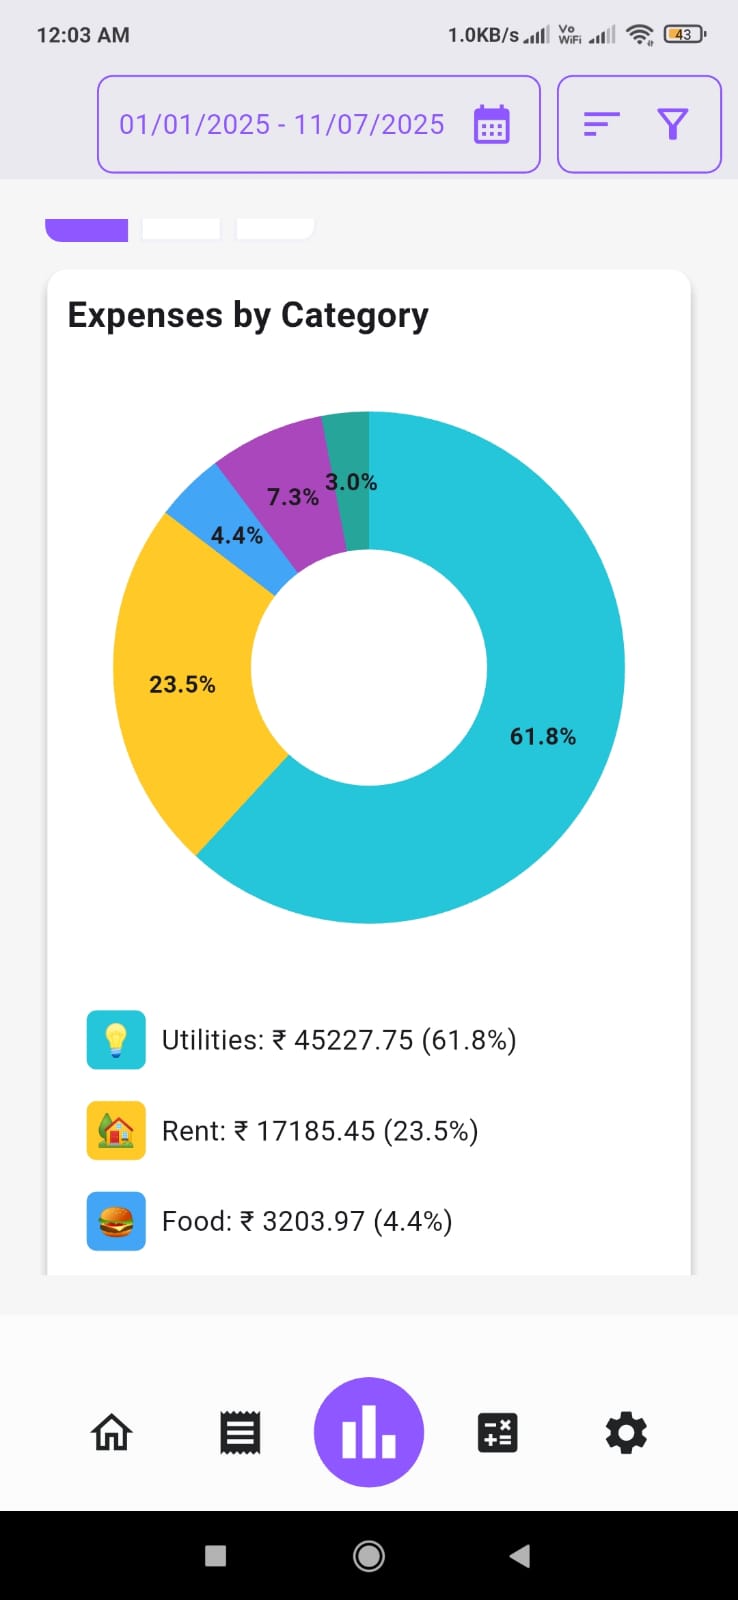 12:03 AM
1.0KB/s
Vo
WiFi
43
01/01/2025 - 11/07/2025
Expenses by Category
3.0%
7.3%
4.4%
23.5%
61.8%
Utilities: ₹ 45227.75 (61.8%)
Rent: ₹ 17185.45 (23.5%)
Food: ₹ 3203.97 (4.4%)